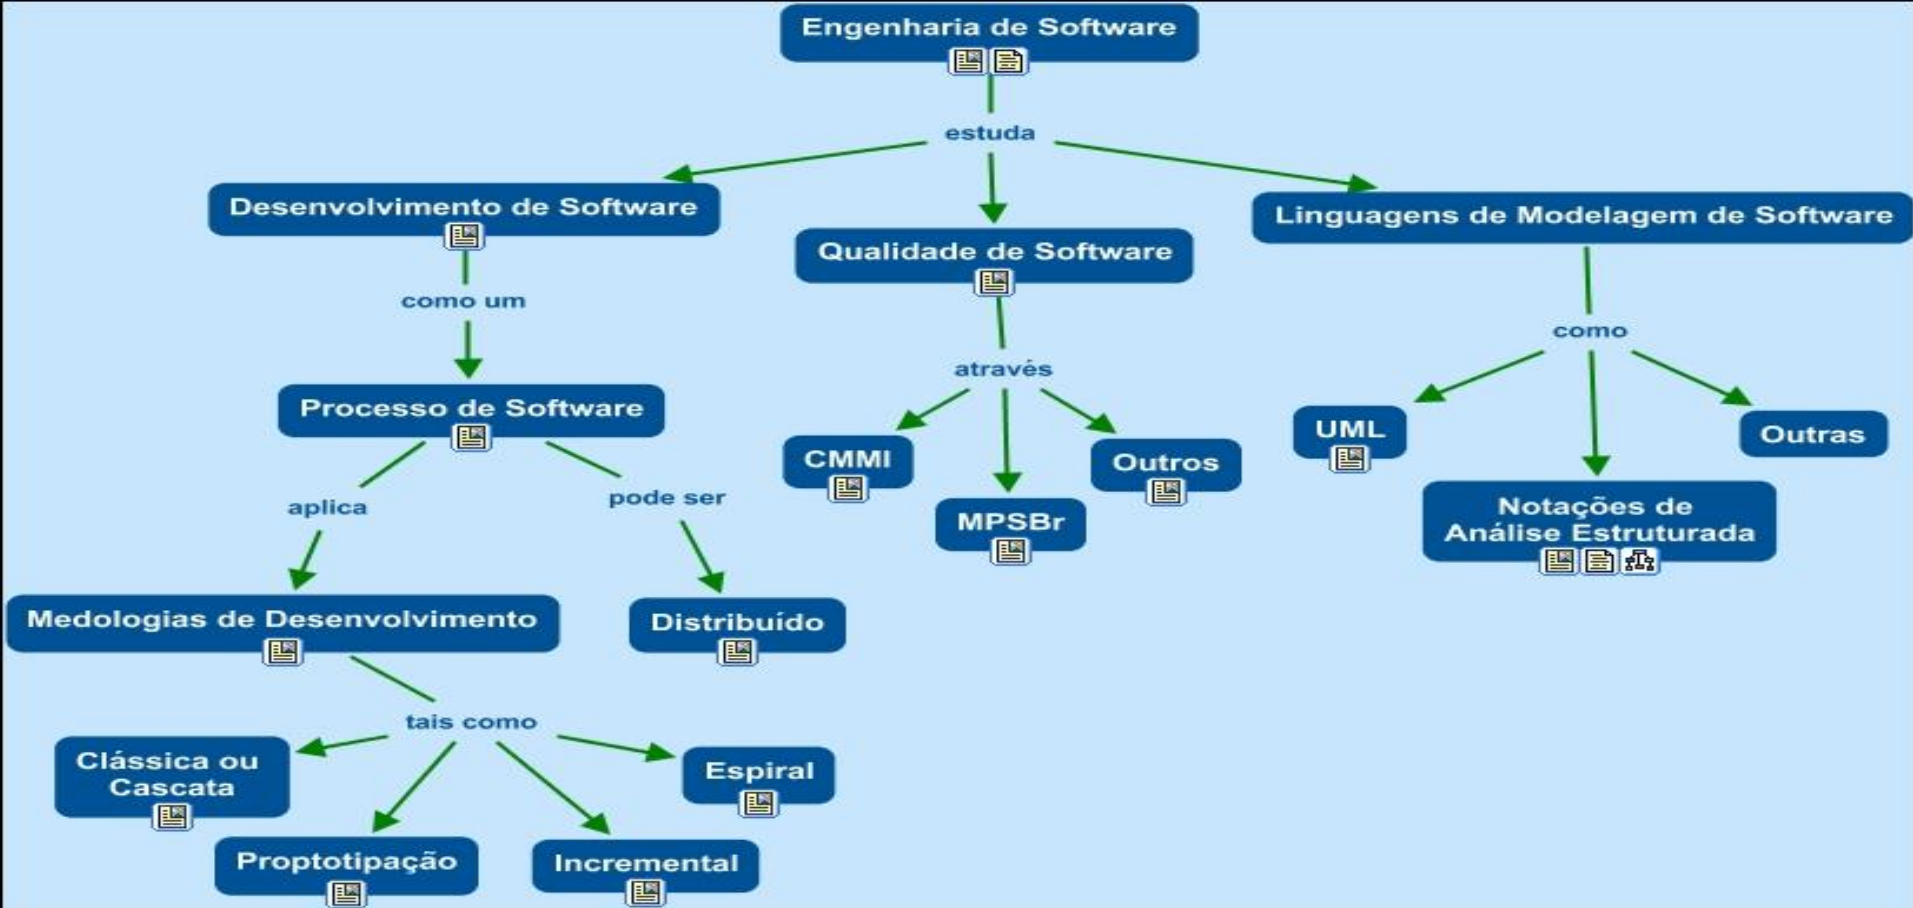 Engenharia de Software
estuda
Desenvolvimento de Software
Qualidade de Software
Linguagens de Modelagem de Software
como um
através
como
Processo de Software
CMMI
MPSBr
Outros
UML
Notações de
Análise Estruturada
Outras
aplica
pode ser
Medologias de Desenvolvimento
Distribuído
tais como
Clássica ou
Cascata
Proptotipação
Incremental
Espiral